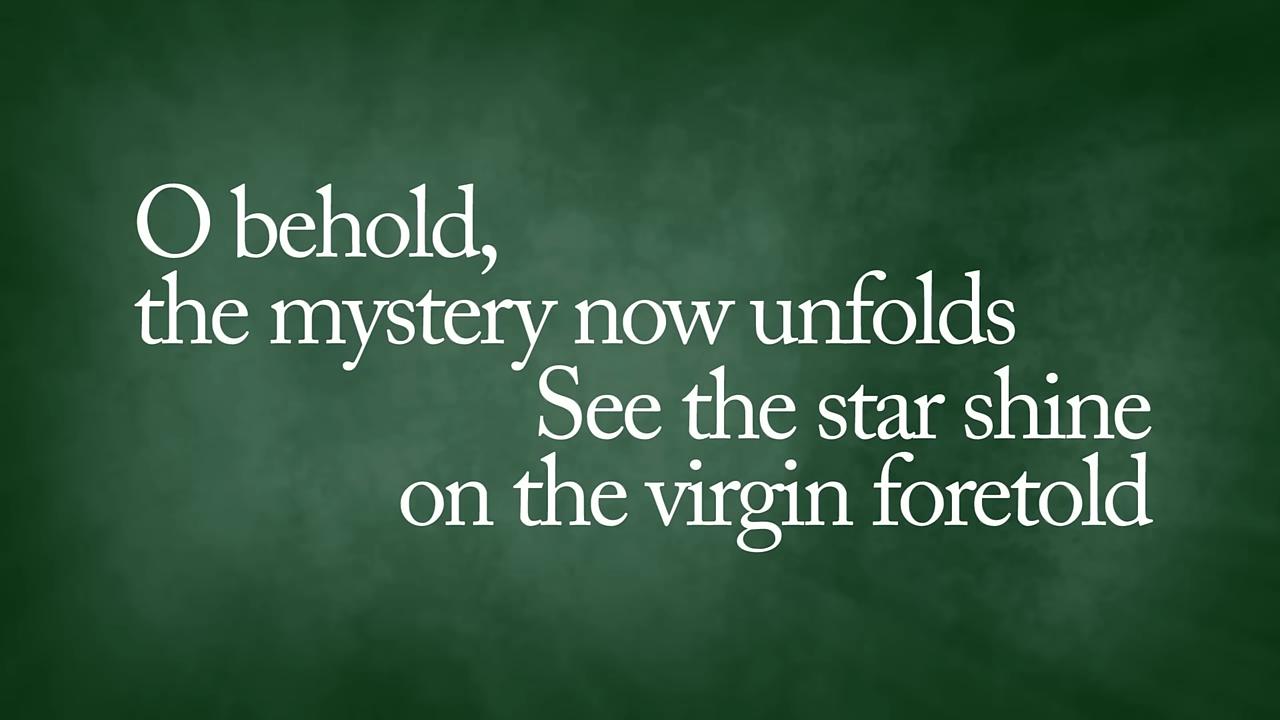 O behold,
the mystery now unfolds
See the star shine
on the virgin foretold